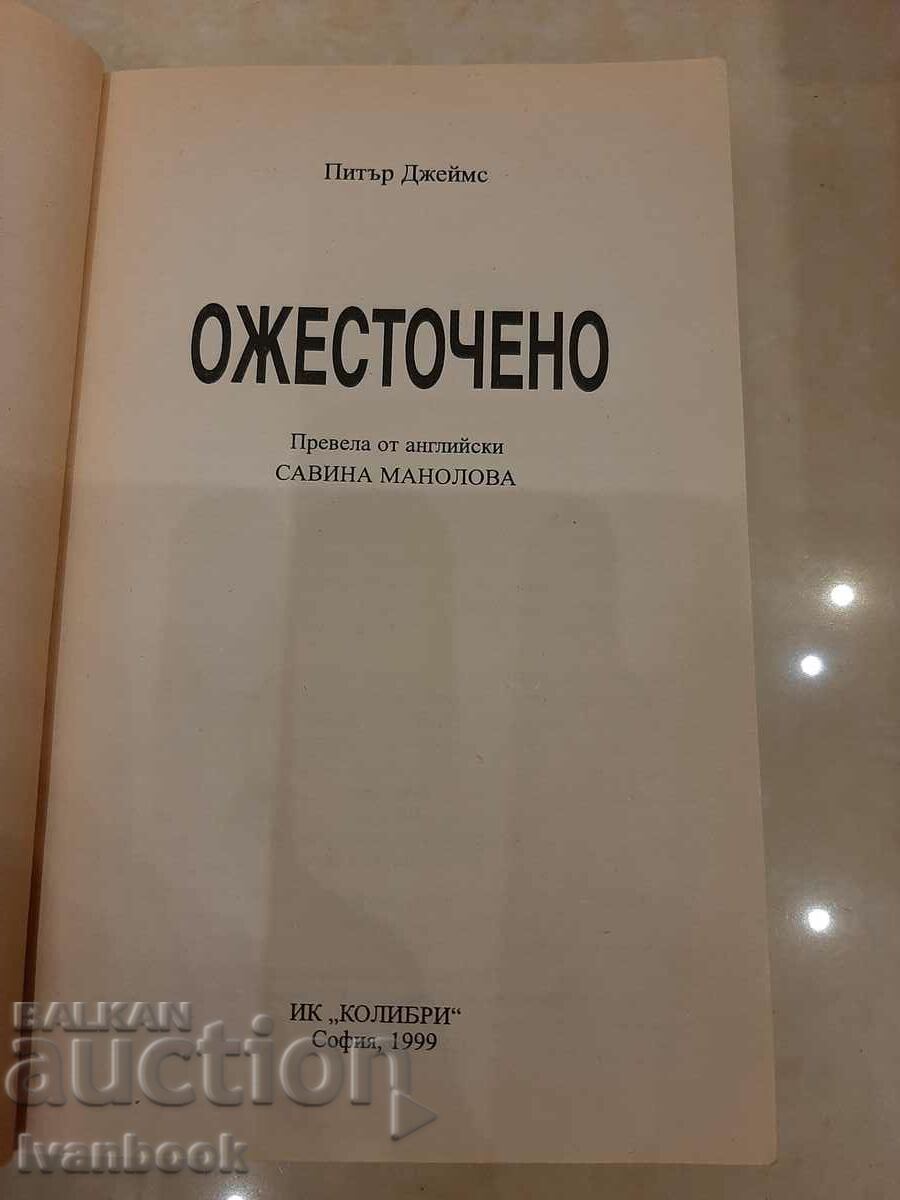 Питър Джеймс
ОЖЕСТОЧЕНО
Превела от английски
САВИНА МАНОЛОВА
ИК „КОЛИБРИ“
София, 1999
BALKAN
auction
Ivanbook